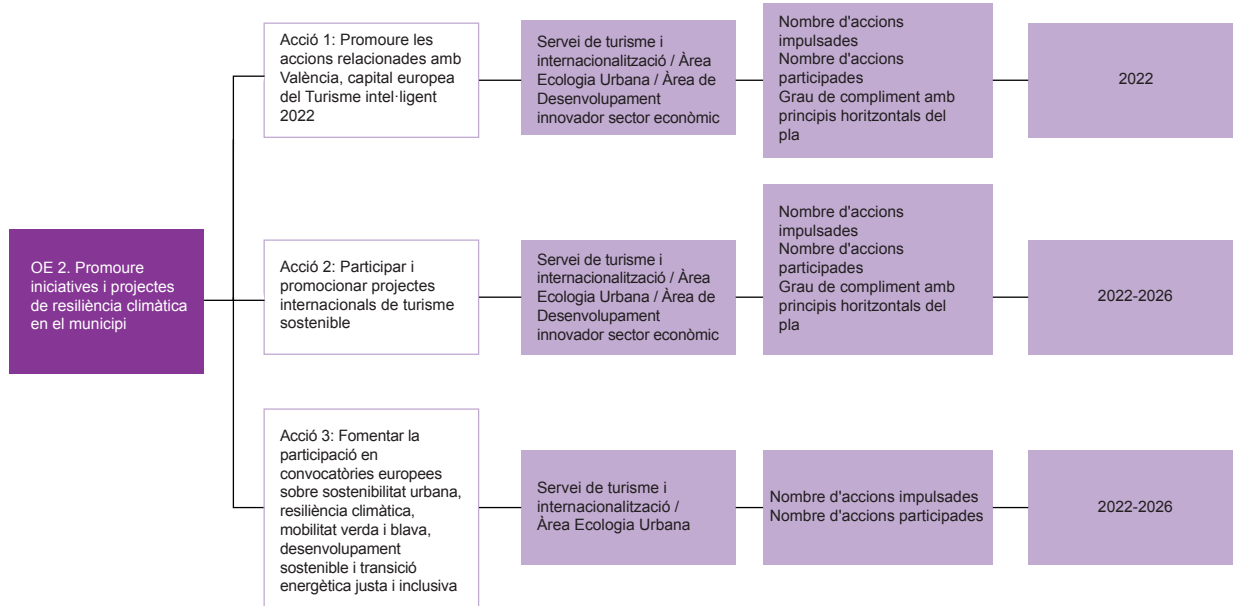 OE 2. Promoure
iniciatives i projectes
de resiliència climàtica
en el municipi
Acció 1: Promoure les
accions relacionades amb
València, capital europea
del Turisme intel·ligent
2022
Servei de turisme i
internacionalització / Àrea
Ecologia Urbana / Àrea de
Desenvolupament
innovador sector econòmic
Nombre d'accions
impulsades
Nombre d'accions
participades
Grau de compliment amb
principis horitzontals del
pla
2022
Acció 2: Participar i
promocionar projectes
internacionals de turisme
sostenible
Servei de turisme i
internacionalització / Àrea
Ecologia Urbana / Àrea de
Desenvolupament
innovador sector econòmic
Nombre d'accions
impulsades
Nombre d'accions
participades
Grau de compliment amb
principis horitzontals del
pla
2022-2026
Acció 3: Fomentar la
participació en
convocatòries europees
sobre sostenibilitat urbana,
resiliència climàtica,
mobilitat verda i blava,
desenvolupament
sostenible i transició
energètica justa i inclusiva
Servei de turisme i
internacionalització /
Àrea Ecologia Urbana
Nombre d'accions impulsades
Nombre d'accions participades
2022-2026